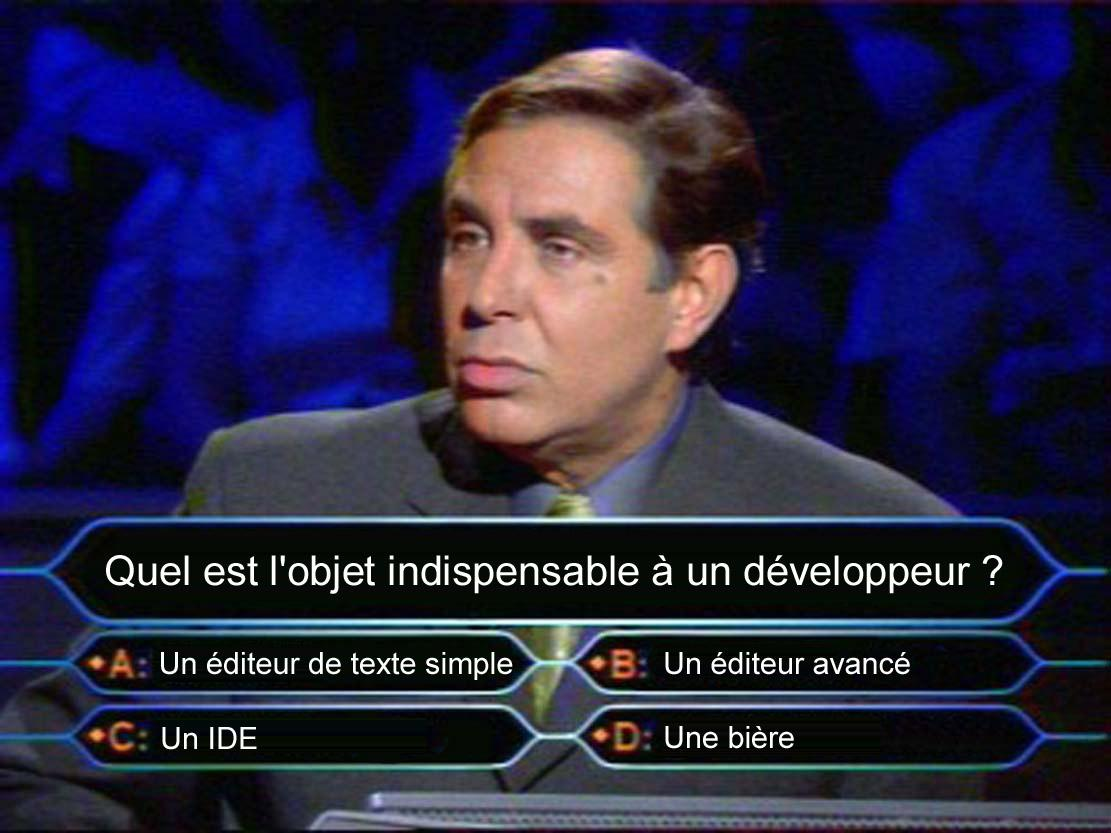 Quel est l'objet indispensable à un développeur ?
A: Un éditeur de texte simple
B: Un éditeur avancé
C: Un IDE
D: Une bière